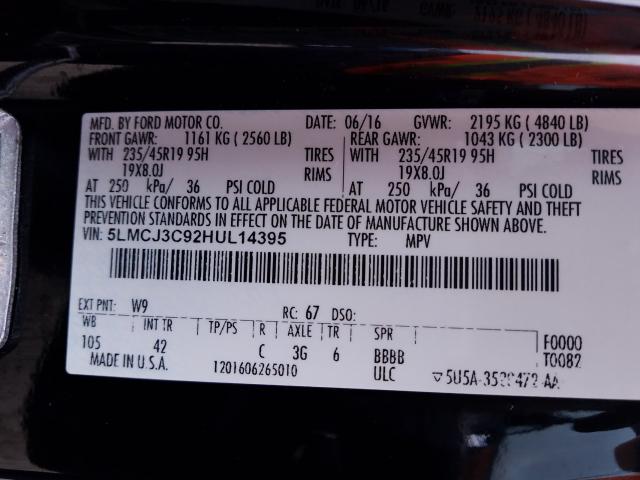 MFD. BY FORD MOTOR CO. DATE: 06/16 GVWR: 2195 KG ( 4840 LB)
FRONT GAWR: 1161 KG ( 2560 LB) REAR GAWR: 1043 KG ( 2300 LB)
WITH 235/45R19 95H TIRES WITH 235/45R19 95H TIRES
19X8.0J RIMS 19X8.0J RIMS
AT 250 kPa/ 36 PSI COLD AT 250 kPa/ 36 PSI COLD
THIS VEHICLE CONFORMS TO ALL APPLICABLE FEDERAL MOTOR VEHICLE SAFETY AND THEFT
PREVENTION STANDARDS IN EFFECT ON THE DATE OF MANUFACTURE SHOWN ABOVE.
VIN: 5LMCJ3C92HUL14395 TYPE: MPV
EXT PNT: W9 RC: 67 DSO:
WB INT TR TP/PS R AXLE TR SPR F0000
105 42 C 3G 6 BBBB T0082
MADE IN U.S.A. 1201606265010 ULC